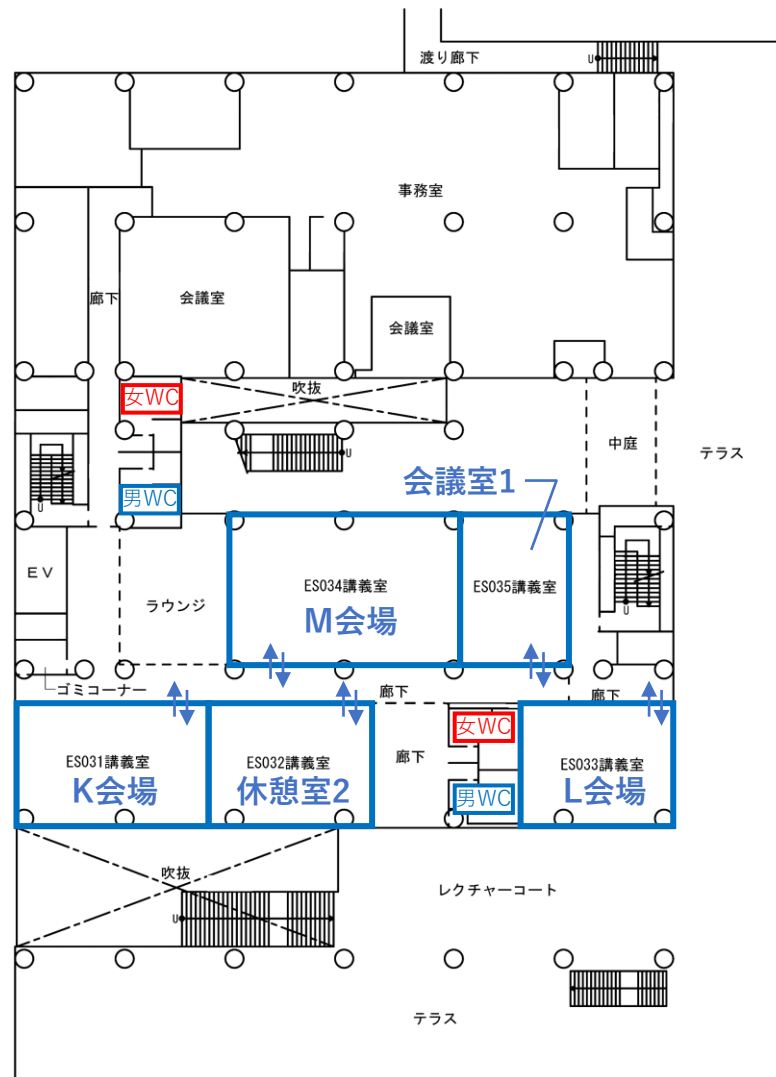 渡り廊下
U
事務室
廊下
会議室
会議室
女WC
吹抜
U
中庭
テラス
U
男WC
会議室1
EV
ラウンジ
ES034講義室
M会場
ES035講義室
U
ゴミコーナー
廊下
廊下
ES031講義室
K会場
ES032講義室
休憩室2
廊下
女WC
男WC
ES033講義室
L会場
吹抜
U
レクチャーコート
テラス